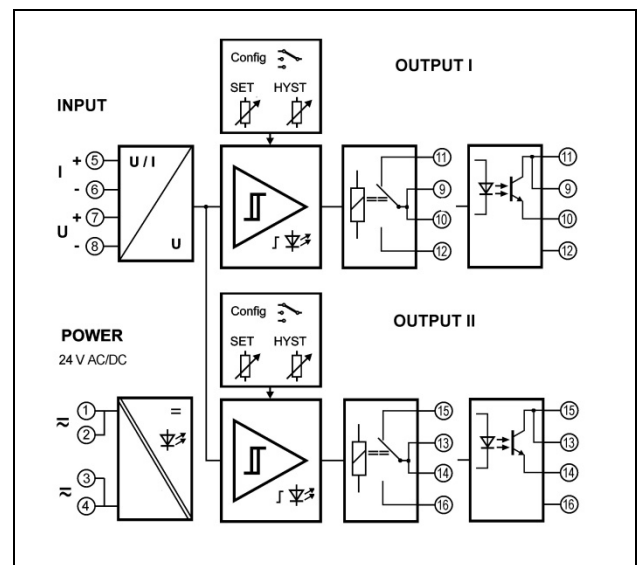 INPUT
I
+ 5
- 6
U
+ 7
- 8
U / I
U
Config
SET HYST
OUTPUT I
11
9
10
12
11
9
10
12
POWER
24 V AC/DC
1
2
3
4
=
Config
SET HYST
OUTPUT II
15
13
14
16
15
13
14
16